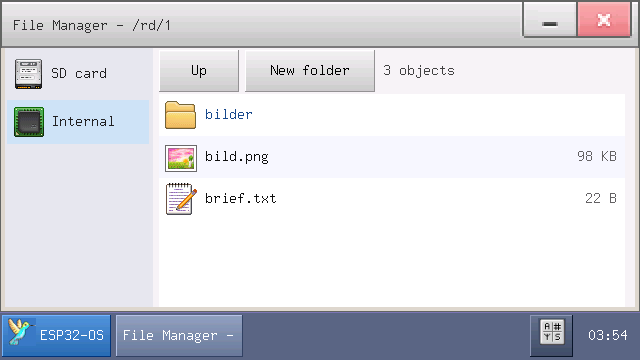 File Manager - /rd/1
SD card
Internal
Up
New folder
3 objects
bilder
bild.png
98 KB
brief.txt
22 B
ESP32-OS
File Manager -
A#
TS
03:54